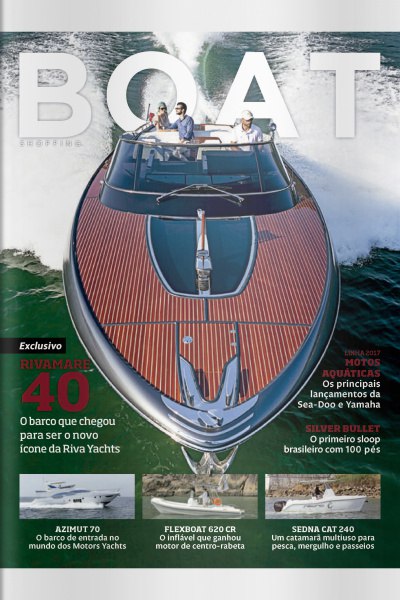 BOAT
SHOPPING
Exclusivo
RIVAMARE
40
O barco que chegou
para ser o novo
ícone da Riva Yachts
LINHA 2017
MOTOS
AQUÁTICAS
Os principais
lançamentos da
Sea-Doo e Yamaha
SILVER BULLET
O primeiro sloop
brasileiro com 100 pés
AZIMUT 70
O barco de entrada no
mundo dos Motors Yachts
FLEXBOAT 620 CR
O inflável que ganhou
motor de centro-rabeta
SEDNA CAT 240
Um catamarã multiuso para
pesca, mergulho e passeios